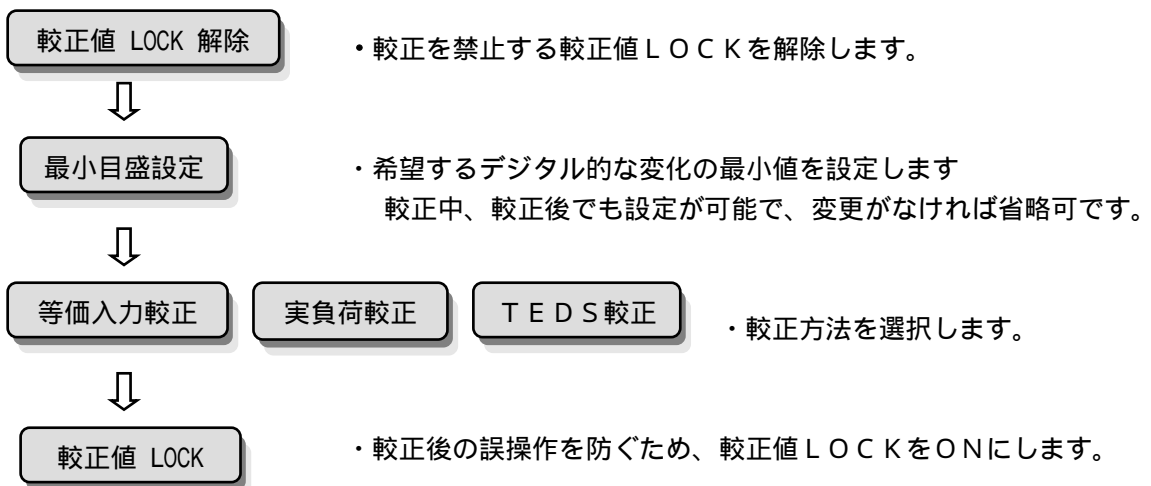 較正値 LOCK 解除
・較正を禁止する較正値ＬＯＣＫを解除します。
最小目盛設定
・希望するデジタル的な変化の最小値を設定します
較正中、較正後でも設定が可能で、変更がなければ省略可です。
等価入力較正 実負荷較正 ＴＥＤＳ較正 ・較正方法を選択します。
較正値 LOCK
・較正後の誤操作を防ぐため、較正値ＬＯＣＫをＯＮにします。